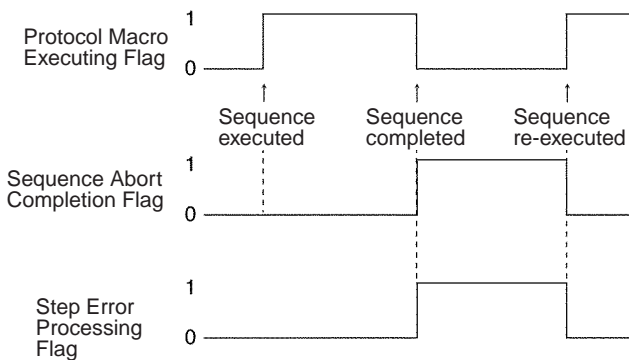 1
Protocol Macro
Executing Flag
0
Sequence executed
Sequence completed
Sequence re-executed
1
Sequence Abort
Completion Flag
0
1
Step Error
Processing
Flag
0